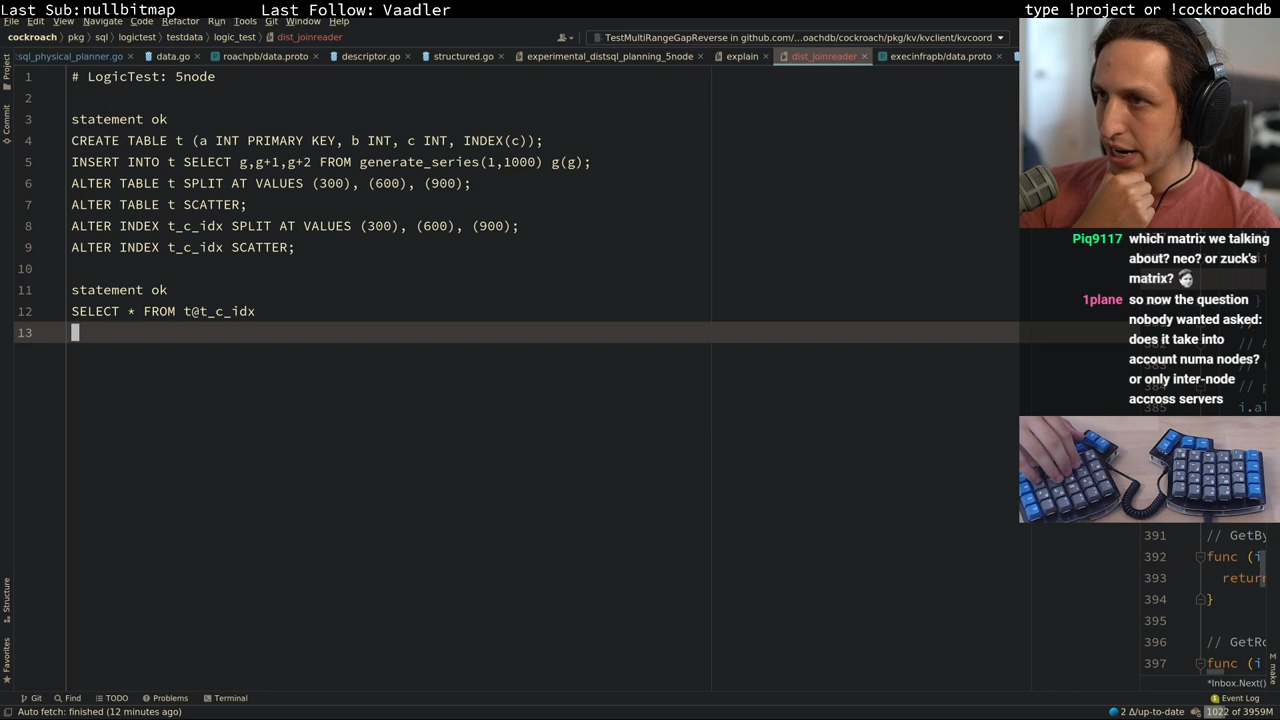 Last Sub:nullbitmap
Last Follow: Vaadler
type !project or !cockroachdb
File Edit View Navigate Code Refactor Run Tools Git Window Help
cockroach pkg sql logictest testdata logic_test dist_joinreader
TestMultiRangeGapReverse in github.com/...oachdb/cockroach/pkg/kv/kvclient/kvcoord
sql_physical_planner.go data.go roachpb/data.proto descriptor.go structured.go experimental_distsql_planning_5node explain dist_joinreader execinfrapb/data.proto
Project
Commit
Structure
Favorites
1 # LogicTest: 5node
2
3 statement ok
4 CREATE TABLE t (a INT PRIMARY KEY, b INT, c INT, INDEX(c));
5 INSERT INTO t SELECT g,g+1,g+2 FROM generate_series(1,1000) g(g);
6 ALTER TABLE t SPLIT AT VALUES (300), (600), (900);
7 ALTER TABLE t SCATTER;
8 ALTER INDEX t_c_idx SPLIT AT VALUES (300), (600), (900);
9 ALTER INDEX t_c_idx SCATTER;
10
11 statement ok
12 SELECT * FROM t@t_c_idx
13
Piq9117 which matrix we talking
about? neo? or zuck's
matrix?
1plane so now the question
nobody wanted asked:
does it take into
account numa nodes?
or only inter-node
accross servers
385 i.al
391 // GetBy
392 func (i
393 return
394 }
395
396 // GetRo
397 func (i
*Inbox.Next()
make
Git Find TODO Problems Terminal
Event Log
Auto fetch: finished (12 minutes ago)
2 Δ/up-to-date
1022 of 3959M